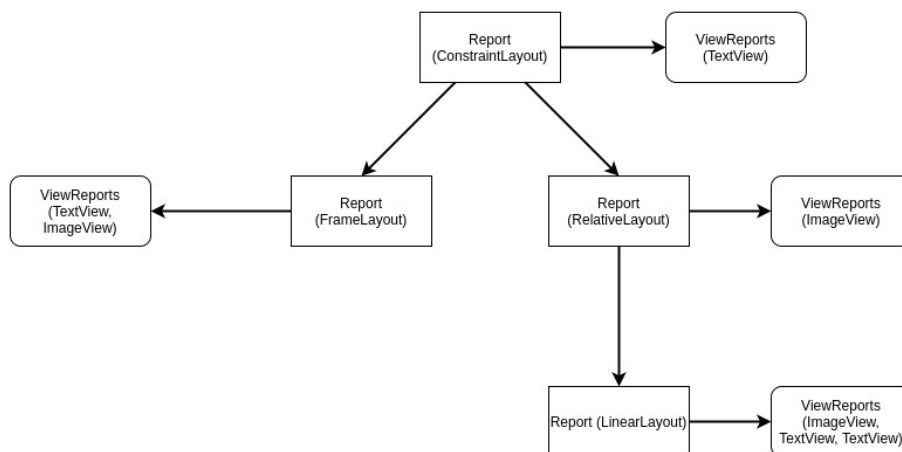 Report
(ConstraintLayout)
ViewReports
(TextView)
ViewReports
(TextView,
ImageView)
Report
(FrameLayout)
Report
(RelativeLayout)
ViewReports
(ImageView)
Report (LinearLayout)
ViewReports
(ImageView,
TextView, TextView)